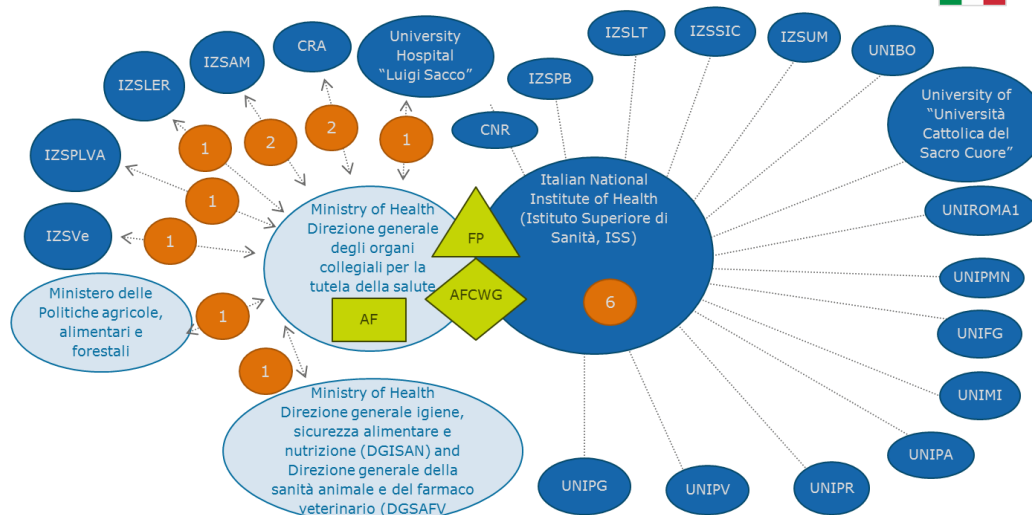 IZSLER
IZSAM
CRA
University
Hospital
“Luigi Sacco”
IZSPB
IZSLT
IZSSIC
IZSUM
UNIBO
CNR
University of
“Università
Cattolica del
Sacro Cuore”
IZSPLVA
IZSVe
1
2
2
1
1
1
1
1
Ministero delle
Politiche agricole,
alimentari e
forestali
Ministry of Health
Direzione generale
degli organi
collegiali per la
tutela della salute
AF
FP
AFCWG
Italian National
Institute of Health
(Istituto Superiore di
Sanità, ISS)
6
UNIROMA1
UNIPMN
UNIFG
UNIMI
UNIPA
UNIPR
UNIPV
UNIPG
Ministry of Health
Direzione generale igiene,
sicurezza alimentare e
nutrizione (DGISAN) and
Direzione generale della
sanità animale e del farmaco
veterinario (DGSAFV